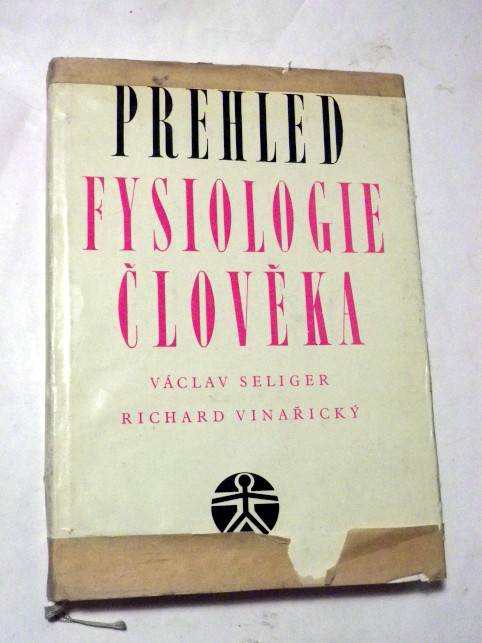 PŘEHLED
FYSIOLOGIE
ČLOVĚKA
VÁCLAV SELIGER
RICHARD VINAŘICKÝ